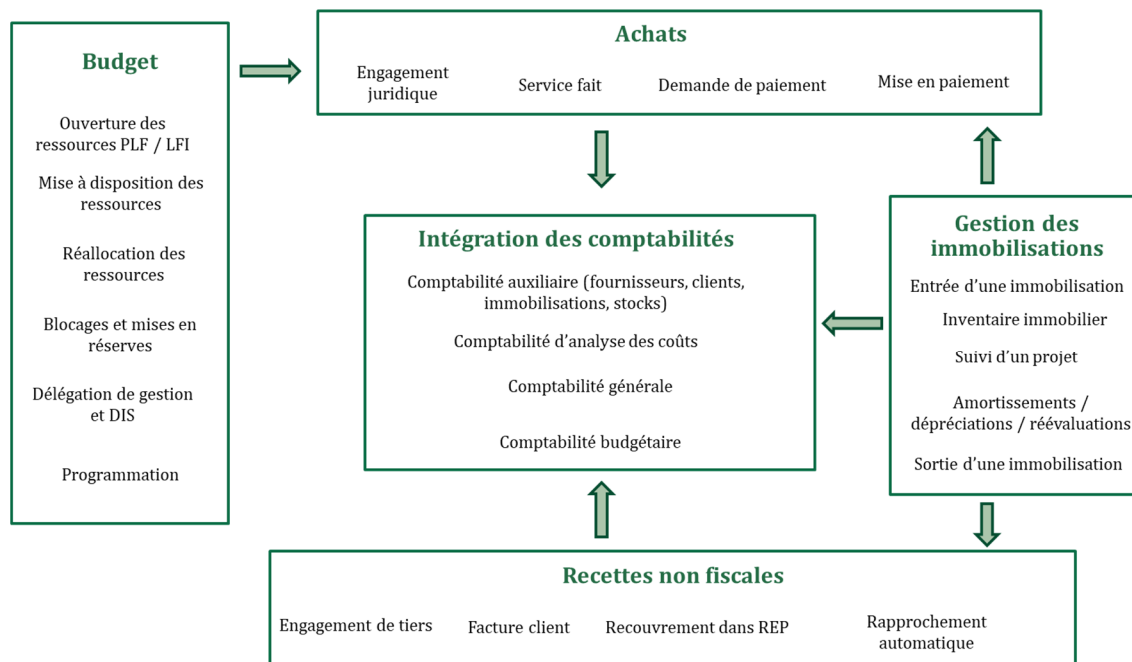 Budget
Ouverture des
ressources PLF / LFI
Mise à disposition des
ressources
Réallocation des
ressources
Blocages et mises en
réserves
Délégation de gestion
et DIS
Programmation
Achats
Engagement
juridique
Service fait
Demande de paiement
Mise en paiement
Intégration des comptabilités
Comptabilité auxiliaire (fournisseurs, clients,
immobilisations, stocks)
Comptabilité d’analyse des coûts
Comptabilité générale
Comptabilité budgétaire
Gestion des
immobilisations
Entrée d’une immobilisation
Inventaire immobilier
Suivi d’un projet
Amortissements /
dépréciations / réévaluations
Sortie d’une immobilisation
Recettes non fiscales
Engagement de tiers
Facture client
Recouvrement dans REP
Rapprochement
automatique